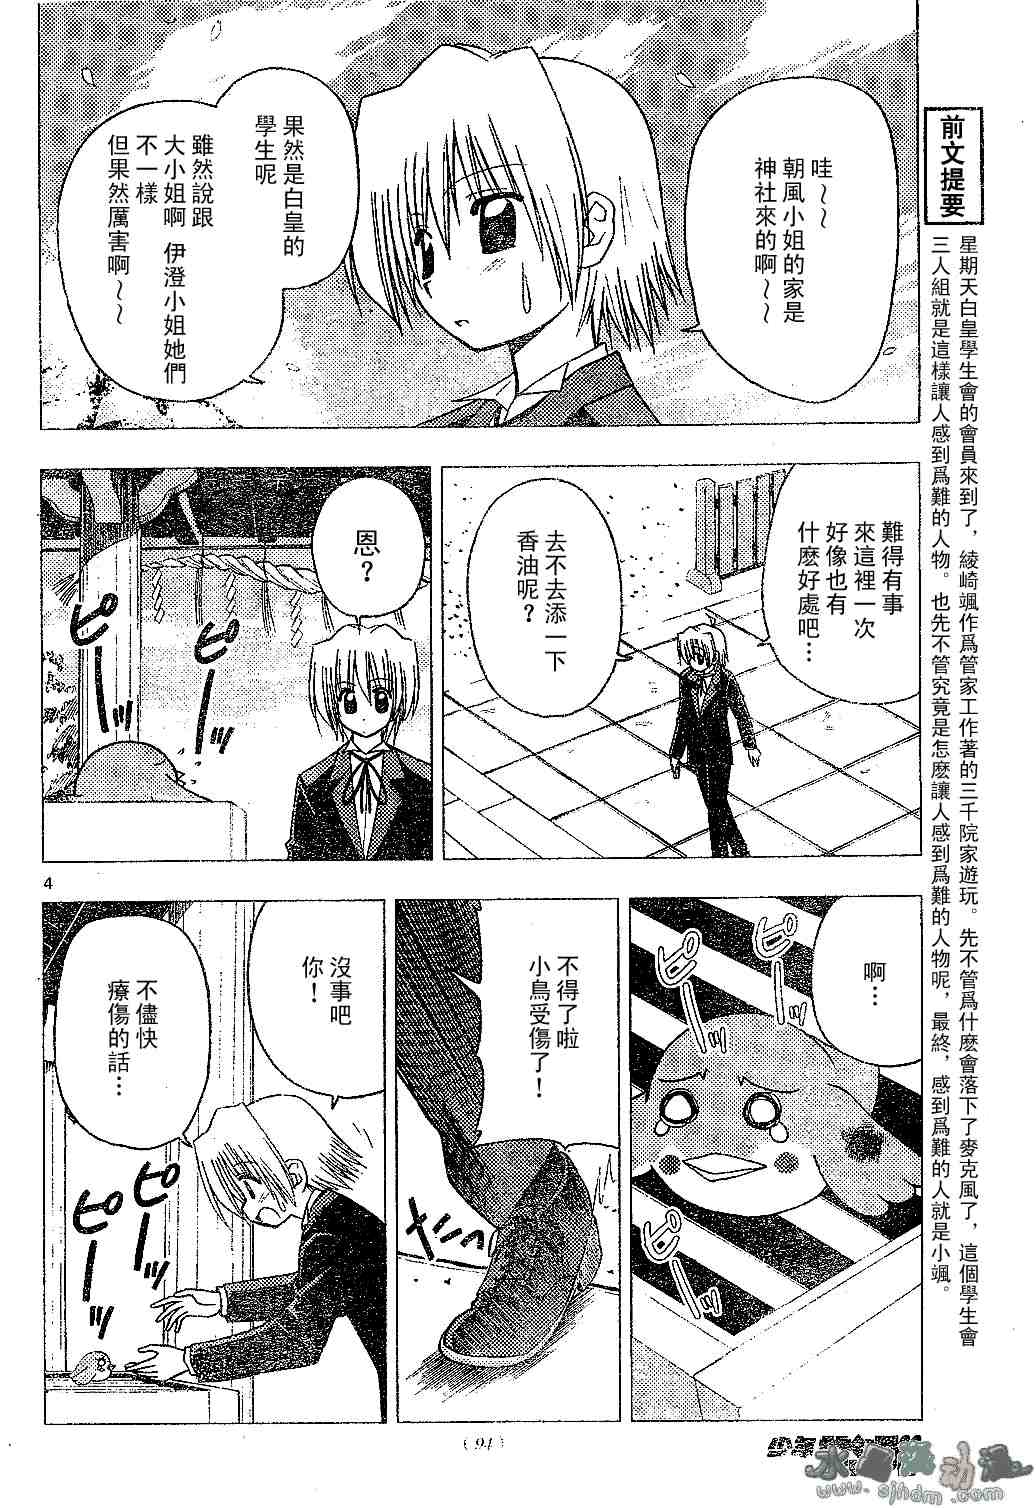 前文提要
星期天白皇學生會的會員來到了，綾崎颯作爲管家工作著的三千院家遊玩。先不管爲什麽會落下了麥克風了，這個學生會
三人組就是這樣讓人感到爲難的人物。也先不管究竟是怎麽讓人感到爲難的人物呢，最終，感到爲難的人就是小颯。
哇～～
朝風小姐的家是
神社來的啊～～
果然是白皇的
學生呢
雖然說跟
大小姐啊 伊澄小姐她們
不一樣
但果然厲害啊～～
難得有事
來這裡一次
好像也有
什麽好處吧…
去不去添一下
香油呢？
恩？
ピーッ
ピーッ
4
啊…
ピーッ
ピーッ
不得了啦
小鳥受傷了！
沒事吧
你！
不儘快
療傷的話…
ピーッ
ピーッ
（94）
www.sjhdm.com